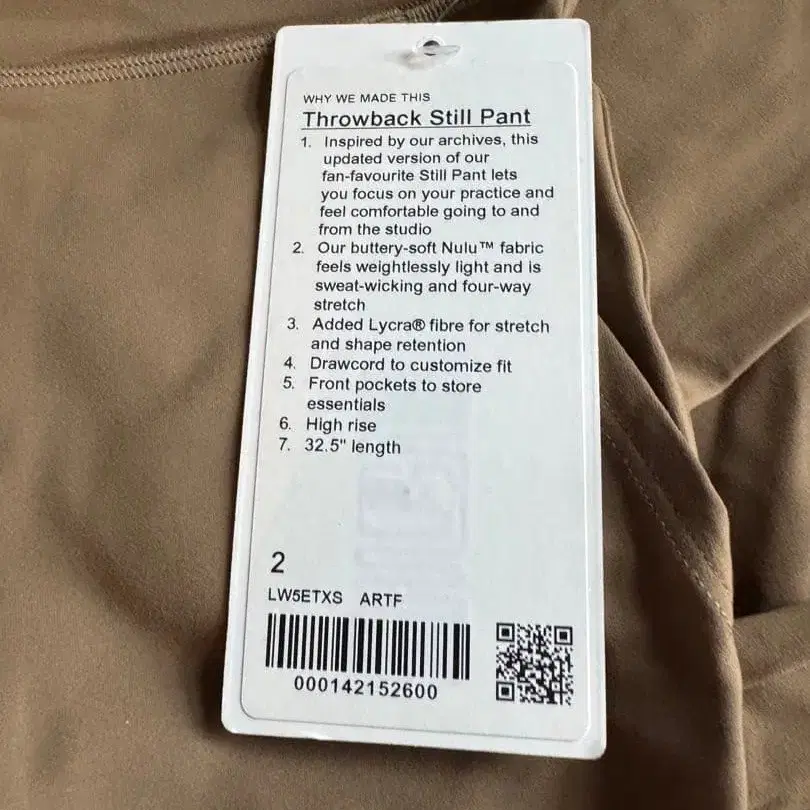 WHY WE MADE THIS
Throwback Still Pant
1. Inspired by our archives, this
updated version of our
fan-favourite Still Pant lets
you focus on your practice and
feel comfortable going to and
from the studio
2. Our buttery-soft Nulu™ fabric
feels weightlessly light and is
sweat-wicking and four-way
stretch
3. Added Lycra® fibre for stretch
and shape retention
4. Drawcord to customize fit
5. Front pockets to store
essentials
6. High rise
7. 32.5" length
2
LW5ETXS ARTF
000142152600